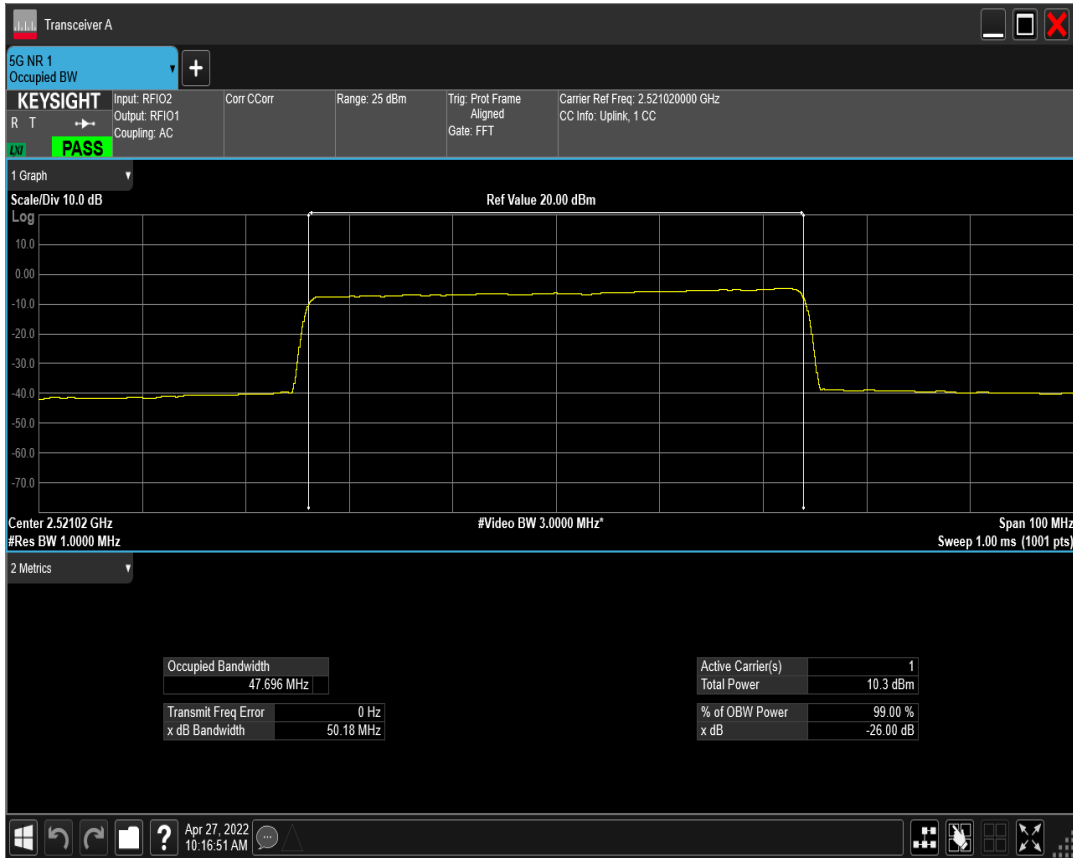 Transceiver A
5G NR 1
Occupied BW
KEYSIGHT
R T
LXI
PASS
Input: RFIO2
Output: RFIO1
Coupling: AC
Corr CCorr
Range: 25 dBm
Trig: Prot Frame
Aligned
Gate: FFT
Carrier Ref Freq: 2.521020000 GHz
CC Info: Uplink, 1 CC
1 Graph
Scale/Div 10.0 dB
Ref Value 20.00 dBm
Log
10.0
0.00
-10.0
-20.0
-30.0
-40.0
-50.0
-60.0
-70.0
Center 2.52102 GHz
#Video BW 3.0000 MHz*
Span 100 MHz
#Res BW 1.0000 MHz
Sweep 1.00 ms (1001 pts)
2 Metrics
Occupied Bandwidth
47.696 MHz
Transmit Freq Error 0 Hz
x dB Bandwidth 50.18 MHz
Active Carrier(s) 1
Total Power 10.3 dBm
% of OBW Power 99.00 %
x dB -26.00 dB
Apr 27, 2022
10:16:51 AM